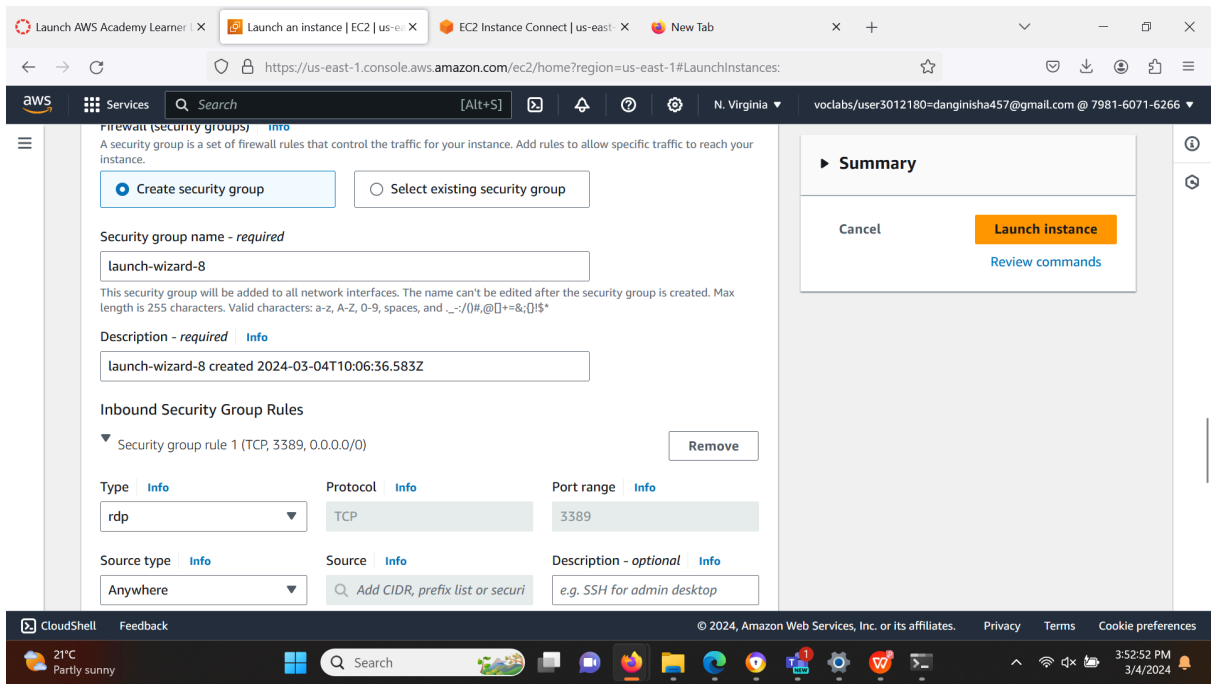 Launch AWS Academy Learner L
Launch an instance | EC2 | us-ea
EC2 Instance Connect | us-east-
New Tab
https://us-east-1.console.aws.amazon.com/ec2/home?region=us-east-1#LaunchInstances:
aws
Services
Search
[Alt+S]
N. Virginia
voclabs/user3012180=danginisha457@gmail.com @ 7981-6071-6266
Firewall (security groups) Info
A security group is a set of firewall rules that control the traffic for your instance. Add rules to allow specific traffic to reach your
instance.
Create security group
Select existing security group
Security group name - required
launch-wizard-8
This security group will be added to all network interfaces. The name can't be edited after the security group is created. Max
length is 255 characters. Valid characters: a-z, A-Z, 0-9, spaces, and ._-:/()#,@[]+=&;{}!$*
Description - required Info
launch-wizard-8 created 2024-03-04T10:06:36.583Z
Inbound Security Group Rules
Security group rule 1 (TCP, 3389, 0.0.0.0/0)
Remove
Type Info
Protocol Info
Port range Info
rdp
TCP
3389
Source type Info
Source Info
Description - optional Info
Anywhere
Add CIDR, prefix list or securi
e.g. SSH for admin desktop
Summary
Cancel
Launch instance
Review commands
CloudShell
Feedback
© 2024, Amazon Web Services, Inc. or its affiliates.
Privacy
Terms
Cookie preferences
21°C
Partly sunny
Search
1
NEW
3:52:52 PM
3/4/2024